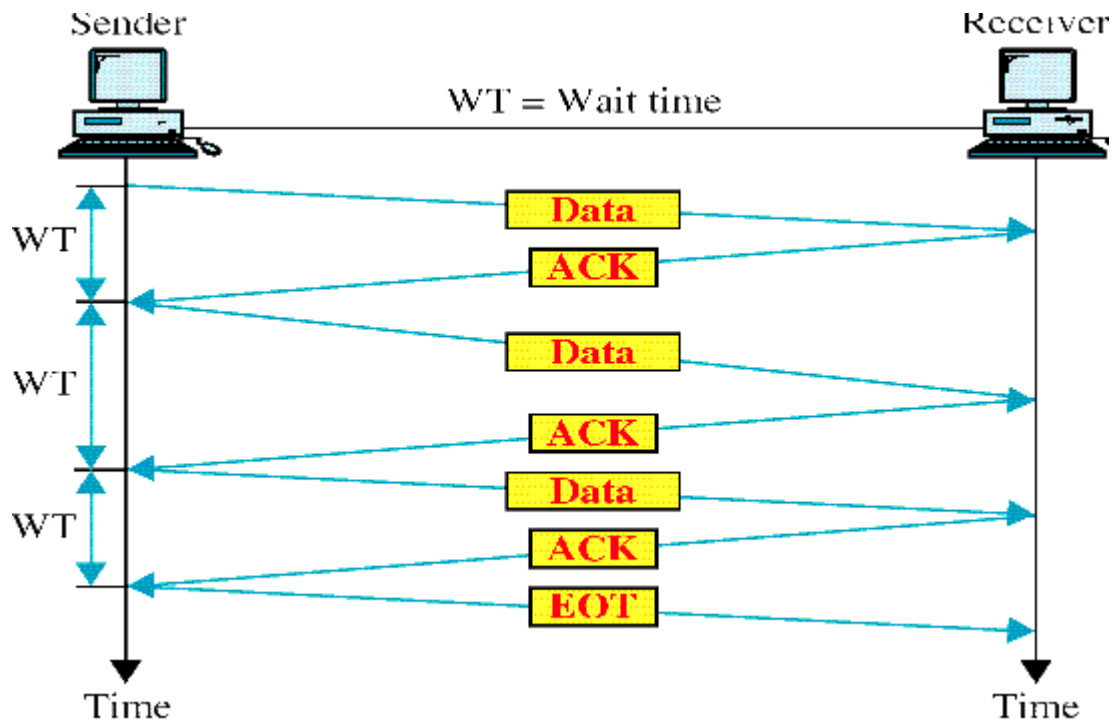 Sender
Receiver
WT = Wait time
Data
WT
ACK
Data
WT
ACK
Data
WT
ACK
EOT
Time
Time